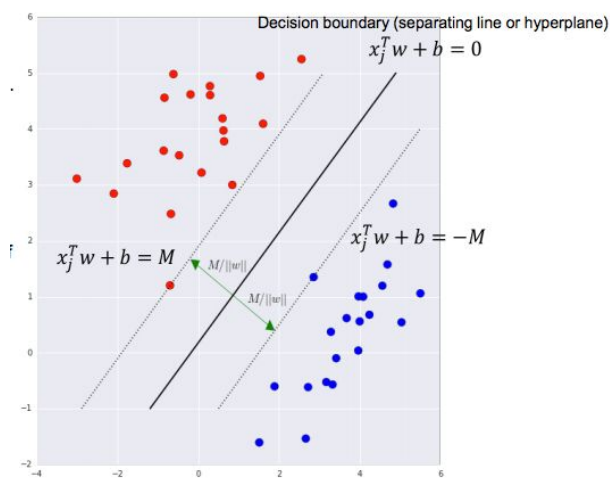 Decision boundary (separating line or hyperplane)
x_j^T w + b = 0
x_j^T w + b = −M
x_j^T w + b = M
M/||w||
M/||w||
6
5
4
3
2
1
0
−1
−2
−4
−2
0
2
4
6